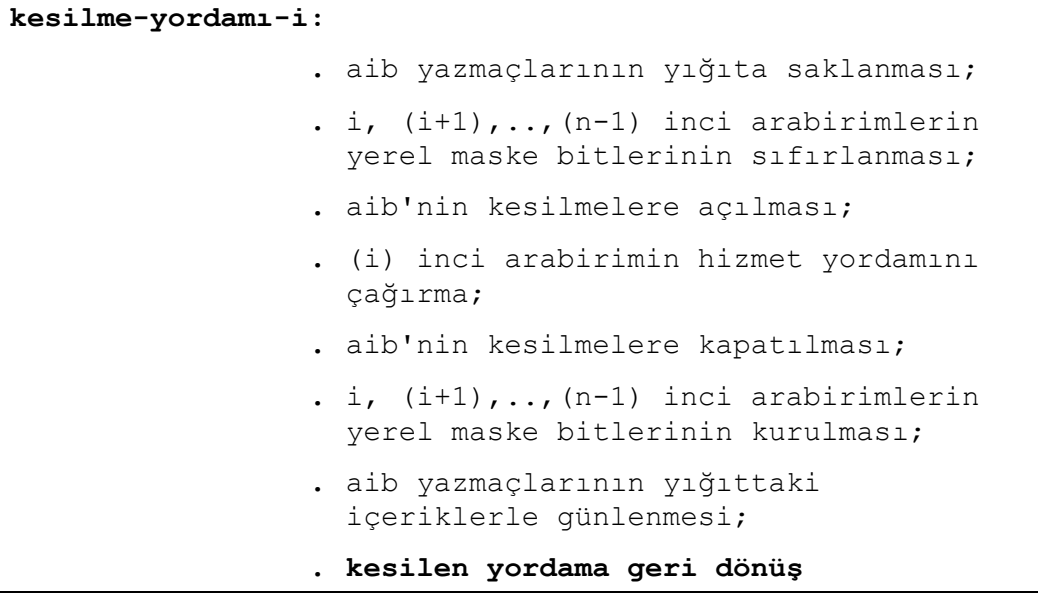 kesilme-yordamı-i:
. aib yazmaçlarının yığıta saklanması;
. i, (i+1),..,(n-1) inci arabirimlerin
yerel maske bitlerinin sıfırlanması;
. aib'nin kesilmelere açılması;
. (i) inci arabirimin hizmet yordamını
çağırma;
. aib'nin kesilmelere kapatılması;
. i, (i+1),..,(n-1) inci arabirimlerin
yerel maske bitlerinin kurulması;
. aib yazmaçlarının yığıttaki
içeriklerle günlenmesi;
. kesilen yordama geri dönüş